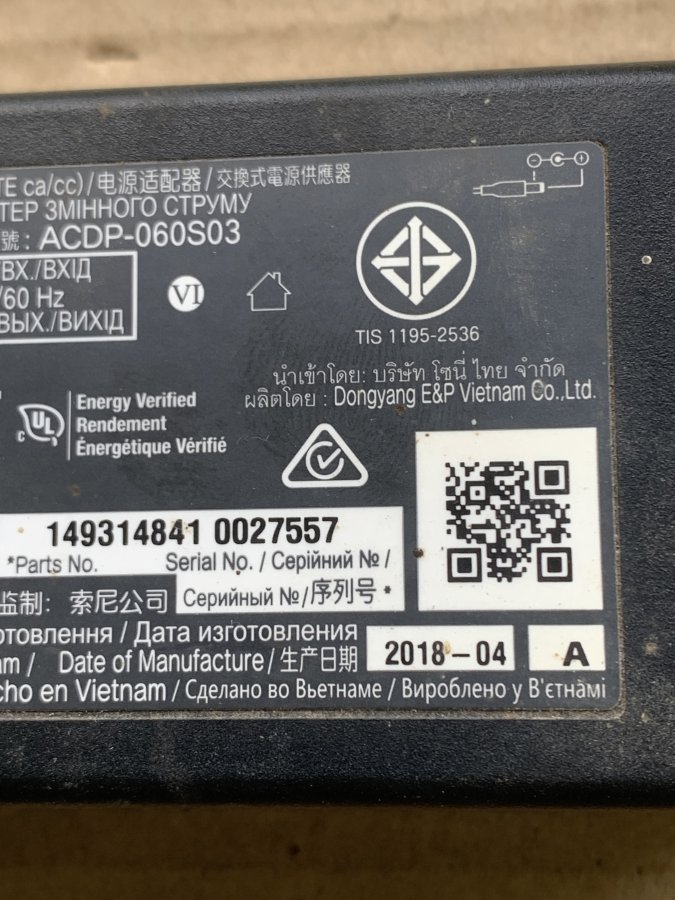 TE ca/cc) / 电源适配器 / 交換式電源供應器
ТЕР ЗМІННОГО СТРУМУ
號 : ACDP-060S03
/ВХ./ВХІД
/60 Hz
ВЫХ./ВИХІД
VI
TIS 1195-2536
นำเข้าโดย: บริษัท โซนี่ ไทย จำกัด
ผลิตโดย : Dongyang E&P Vietnam Co.,Ltd.
c UL
Energy Verified
Rendement
Énergétique Vérifié
149314841 0027557
*Parts No. Serial No. / Серійний № /
Серийный № /序列号 *
监制: 索尼公司
отовлення / Дата изготовления
am / Date of Manufacture / 生产日期
2018-04 A
cho en Vietnam / Сделано во Вьетнаме / Вироблено у В'єтнамі